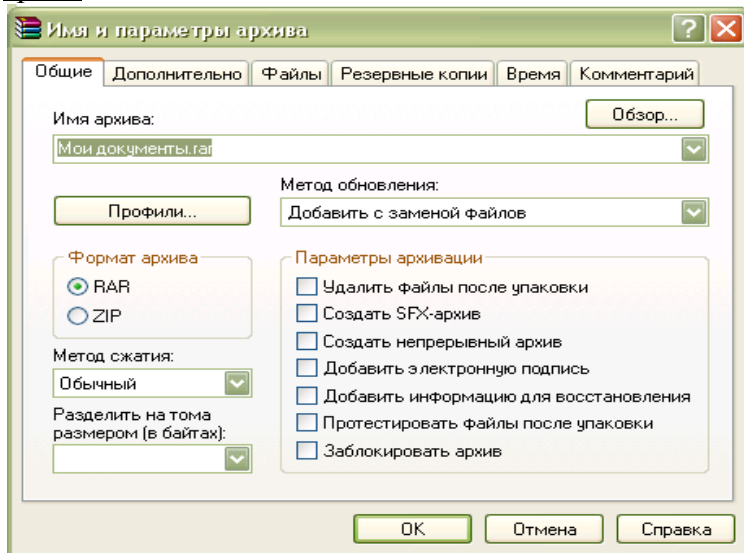 Имя и параметры архива
Общие Дополнительно Файлы Резервные копии Время Комментарий
Имя архива:
Обзор...
Мои документы.rar
Метод обновления:
Профили...
Добавить с заменой файлов
Формат архива
RAR
ZIP
Метод сжатия:
Обычный
Разделить на тома
размером (в байтах):
Параметры архивации
Удалить файлы после упаковки
Создать SFX-архив
Создать непрерывный архив
Добавить электронную подпись
Добавить информацию для восстановления
Протестировать файлы после упаковки
Заблокировать архив
OK Отмена Справка